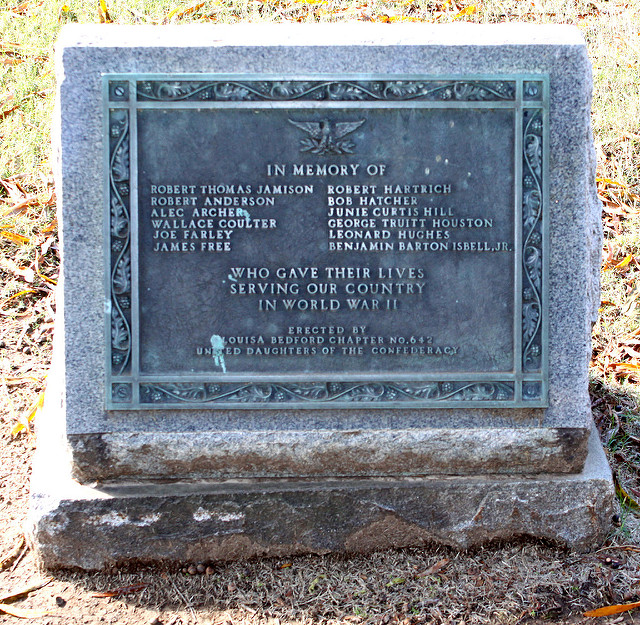 IN MEMORY OF
ROBERT THOMAS JAMISON ROBERT HARTRICH
ROBERT ANDERSON BOB HATCHER
ALEC ARCHER JUNIE CURTIS HILL
WALLACE COULTER GEORGE TRUITT HOUSTON
JOE FARLEY LEONARD HUGHES
JAMES FREE BENJAMIN BARTON ISBELL, JR.
WHO GAVE THEIR LIVES
SERVING OUR COUNTRY
IN WORLD WAR II
ERECTED BY
LOUISA BEDFORD CHAPTER NO. 642
UNITED DAUGHTERS OF THE CONFEDERACY